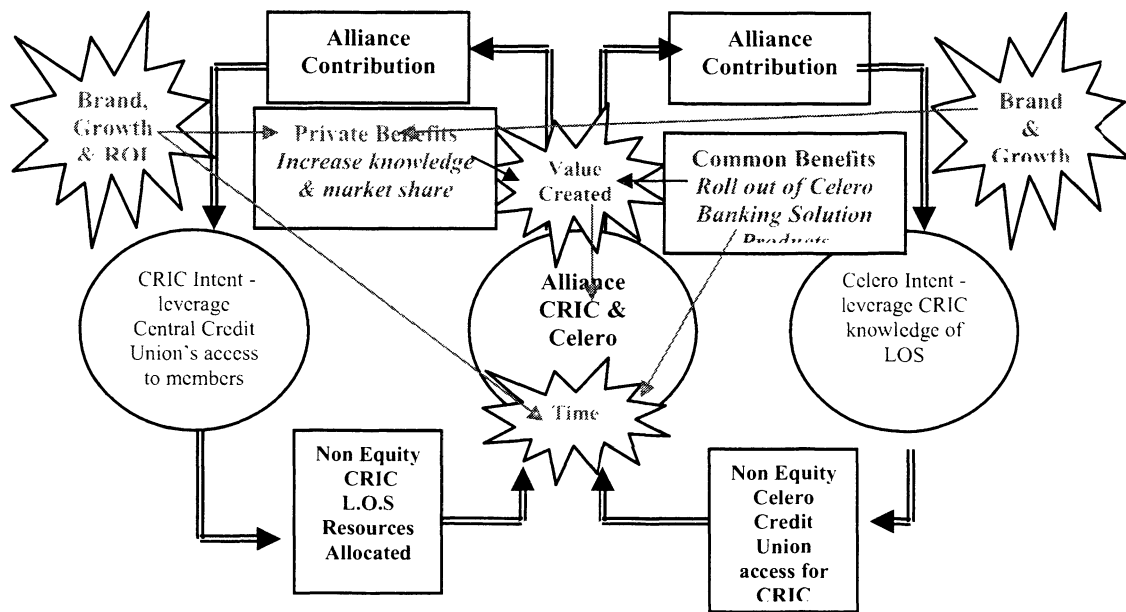 Alliance
Contribution
Alliance
Contribution
Brand,
Growth
& ROI
Private Benefits
Increase knowledge
& market share
Value
Created
Common Benefits
Roll out of Celero
Banking Solution
Products
Brand
&
Growth
CRIC Intent -
leverage
Central Credit
Union's access
to members
Alliance
CRIC &
Celero
Celero Intent -
leverage CRIC
knowledge of
LOS
Time
Non Equity
CRIC
L.O.S
Resources
Allocated
Non Equity
Celero
Credit
Union
access for
CRIC